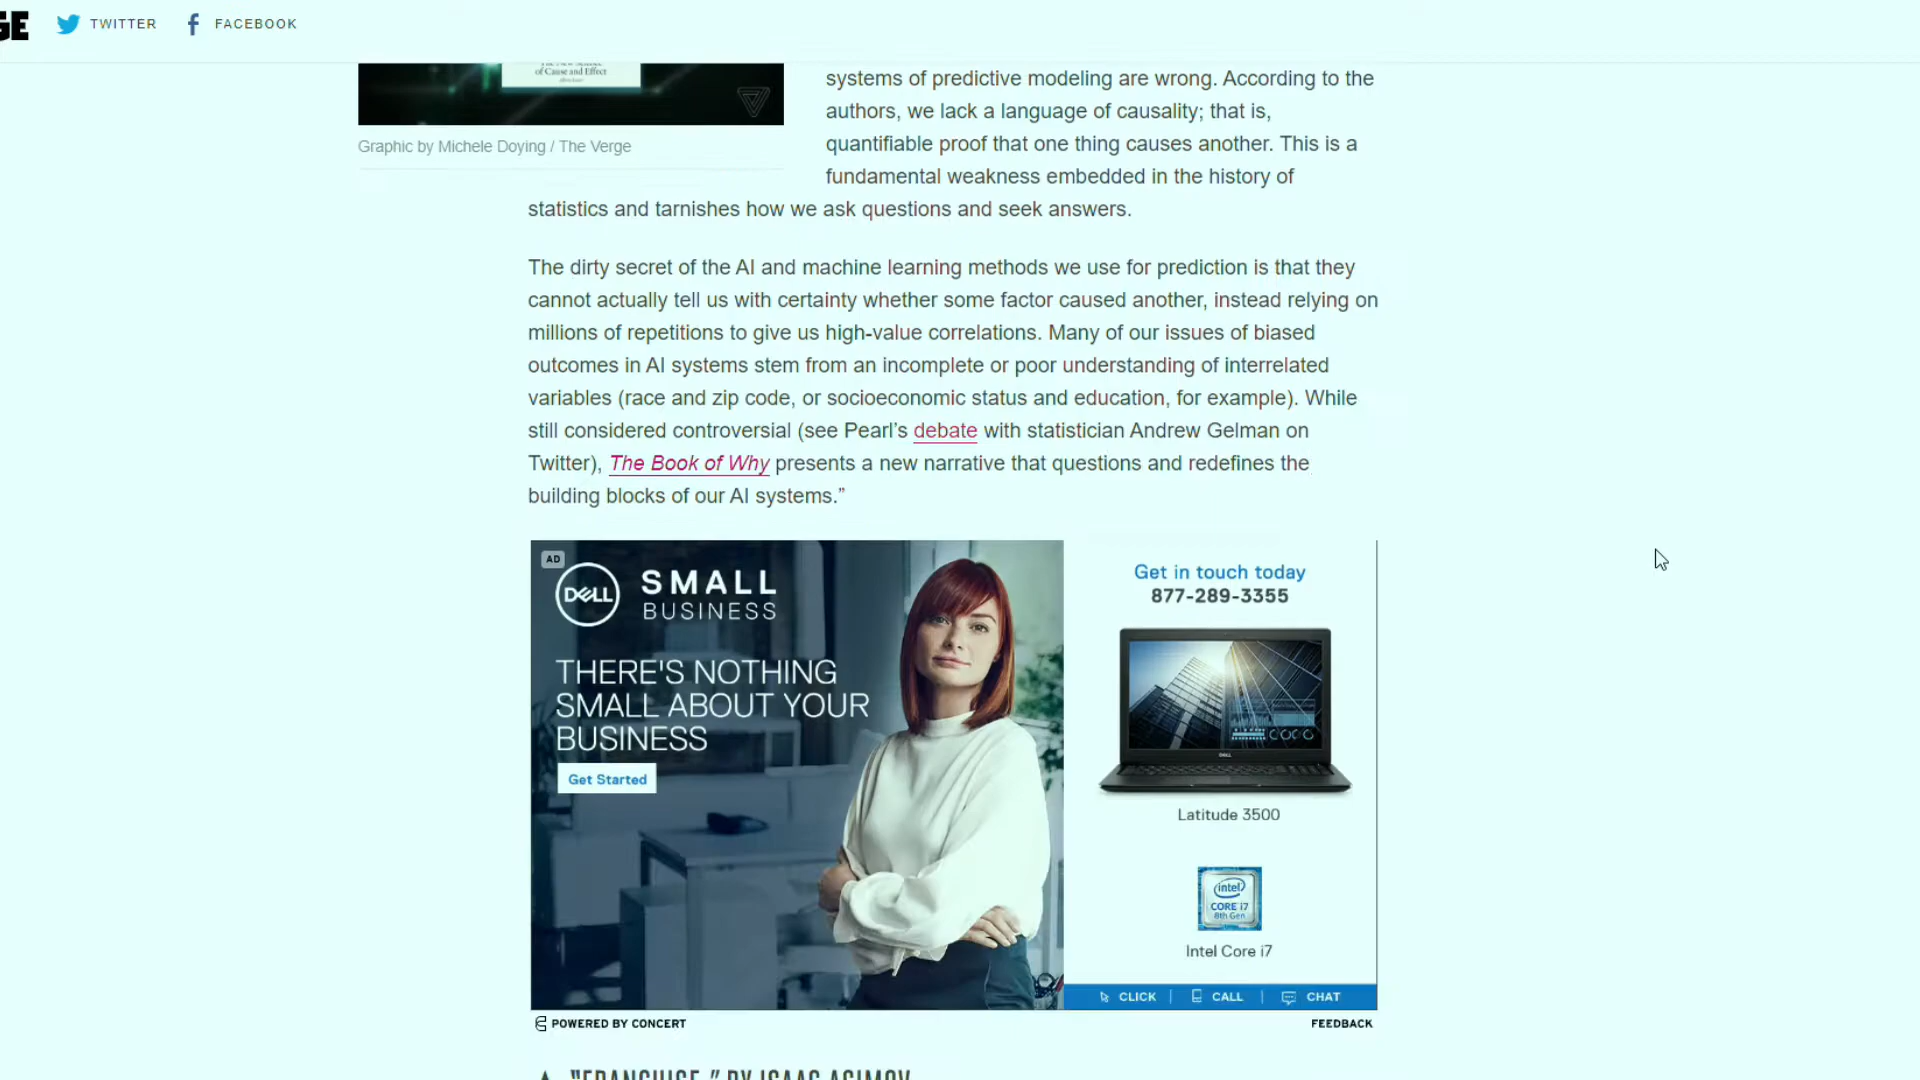 GE TWITTER FACEBOOK
of Cause and Effect
Graphic by Michele Doying / The Verge
systems of predictive modeling are wrong. According to the
authors, we lack a language of causality; that is,
quantifiable proof that one thing causes another. This is a
fundamental weakness embedded in the history of
statistics and tarnishes how we ask questions and seek answers.
The dirty secret of the AI and machine learning methods we use for prediction is that they
cannot actually tell us with certainty whether some factor caused another, instead relying on
millions of repetitions to give us high-value correlations. Many of our issues of biased
outcomes in AI systems stem from an incomplete or poor understanding of interrelated
variables (race and zip code, or socioeconomic status and education, for example). While
still considered controversial (see Pearl’s debate with statistician Andrew Gelman on
Twitter), The Book of Why presents a new narrative that questions and redefines the
building blocks of our AI systems.”
AD
DELL SMALL
BUSINESS
THERE'S NOTHING
SMALL ABOUT YOUR
BUSINESS
Get Started
Get in touch today
877-289-3355
DELL
Latitude 3500
intel
CORE i7
8th Gen
Intel Core i7
CLICK | CALL | CHAT
POWERED BY CONCERT FEEDBACK
"FRANCHISE," BY ISAAC ASIMOV